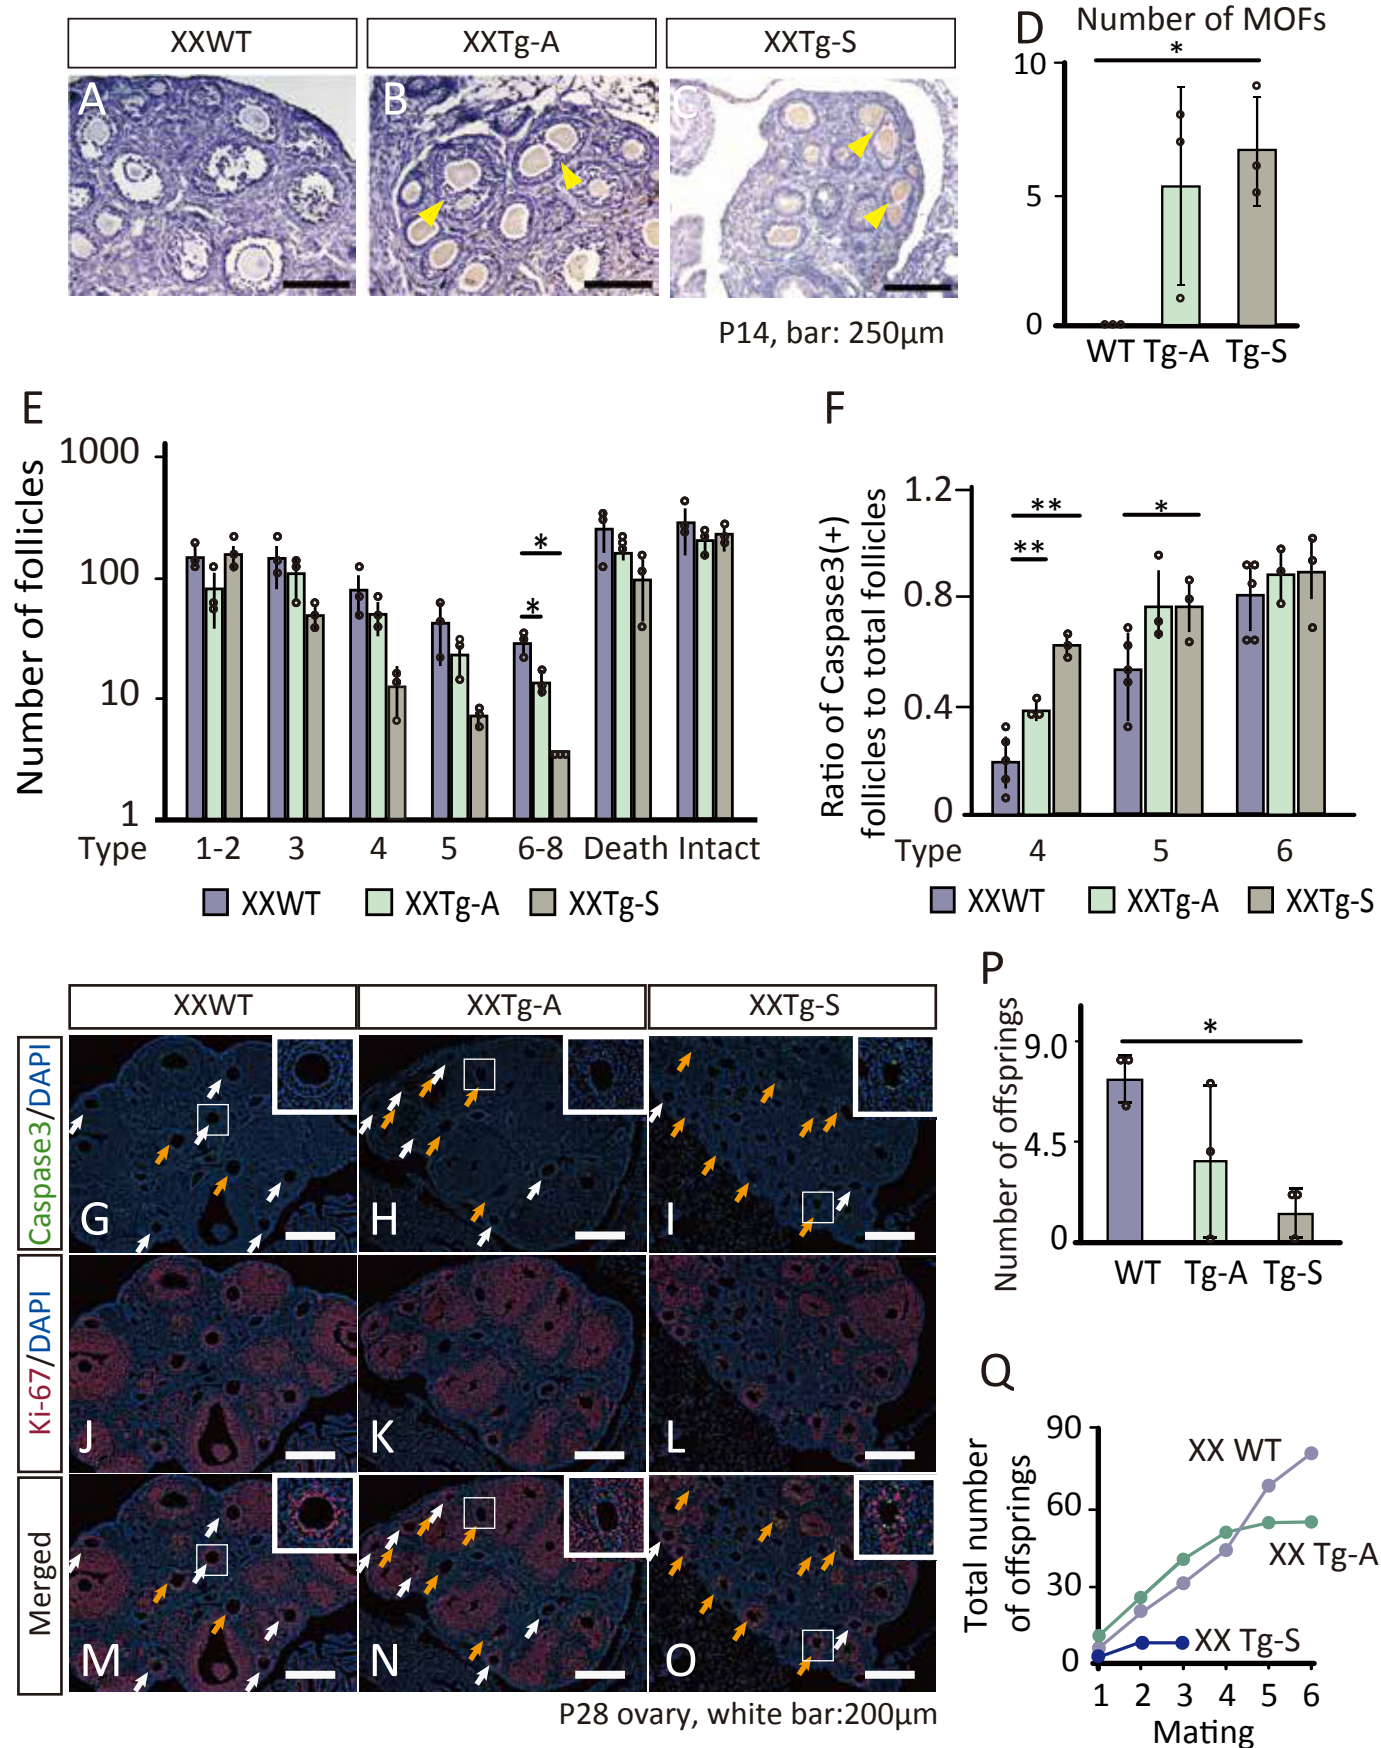 XXWT XXTg-A XXTg-S
A B C
P14, bar: 250µm
D Number of MOFs
*
10
5
0
WT Tg-A Tg-S
E
Number of follicles
1000
100
10
1
* *
Type 1-2 3 4 5 6-8 Death Intact
XXWT XXTg-A XXTg-S
F
Ratio of Caspase3(+)
follicles to total follicles
1.2
0.8
0.4
0
** ** *
Type 4 5 6
XXWT XXTg-A XXTg-S
XXWT XXTg-A XXTg-S
Caspase3/DAPI
G H I
Ki-67/DAPI
J K L
Merged
M N O
P28 ovary, white bar:200µm
P
Number of offsprings
9.0
4.5
0
*
WT Tg-A Tg-S
Q
Total number
of offsprings
90
60
30
0
XX WT
XX Tg-A
XX Tg-S
1 2 3 4 5 6
Mating